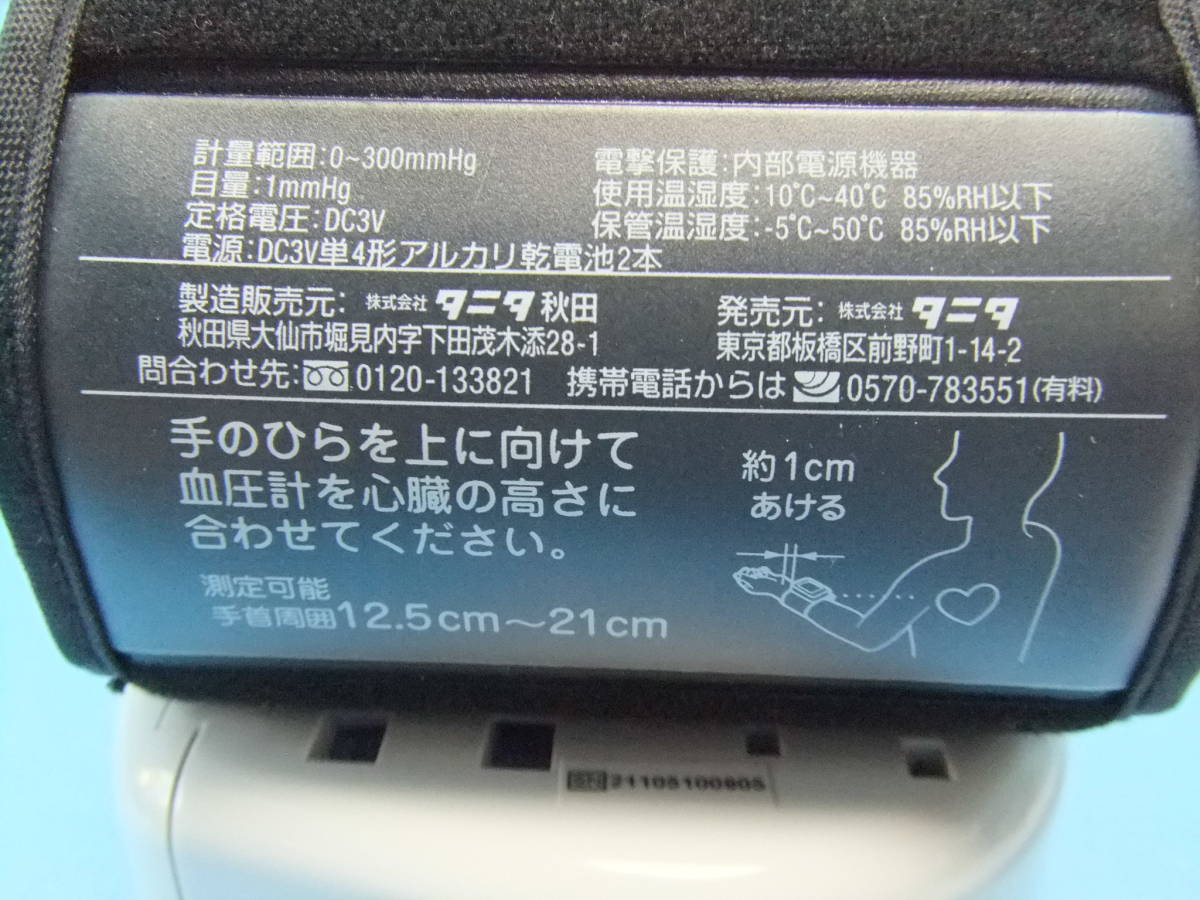 計量範囲:0~300mmHg
目量:1mmHg
定格電圧:DC3V
電源:DC3V単4形アルカリ乾電池2本
電撃保護:内部電源機器
使用温湿度:10℃~40℃ 85%RH以下
保管温湿度:-5℃~50℃ 85%RH以下
製造販売元: 株式会社 タニタ 秋田
秋田県大仙市堀見内字下田茂木添28-1
発売元: 株式会社 タニタ
東京都板橋区前野町1-14-2
問合わせ先: 0120-133821 携帯電話からは 0570-783551(有料)
手のひらを上に向けて
血圧計を心臓の高さに
合わせてください。
測定可能
手首周囲12.5cm～21cm
約1cm
あける
21105100805